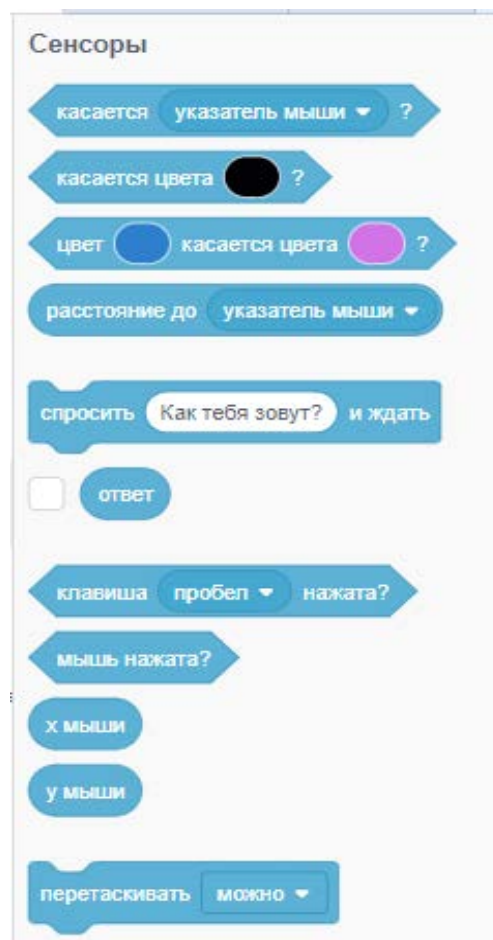 Сенсоры
касается указатель мыши ?
касается цвета ?
цвет касается цвета ?
расстояние до указатель мыши
спросить Как тебя зовут? и ждать
ответ
клавиша пробел нажата?
мышь нажата?
x мыши
y мыши
перетаскивать можно